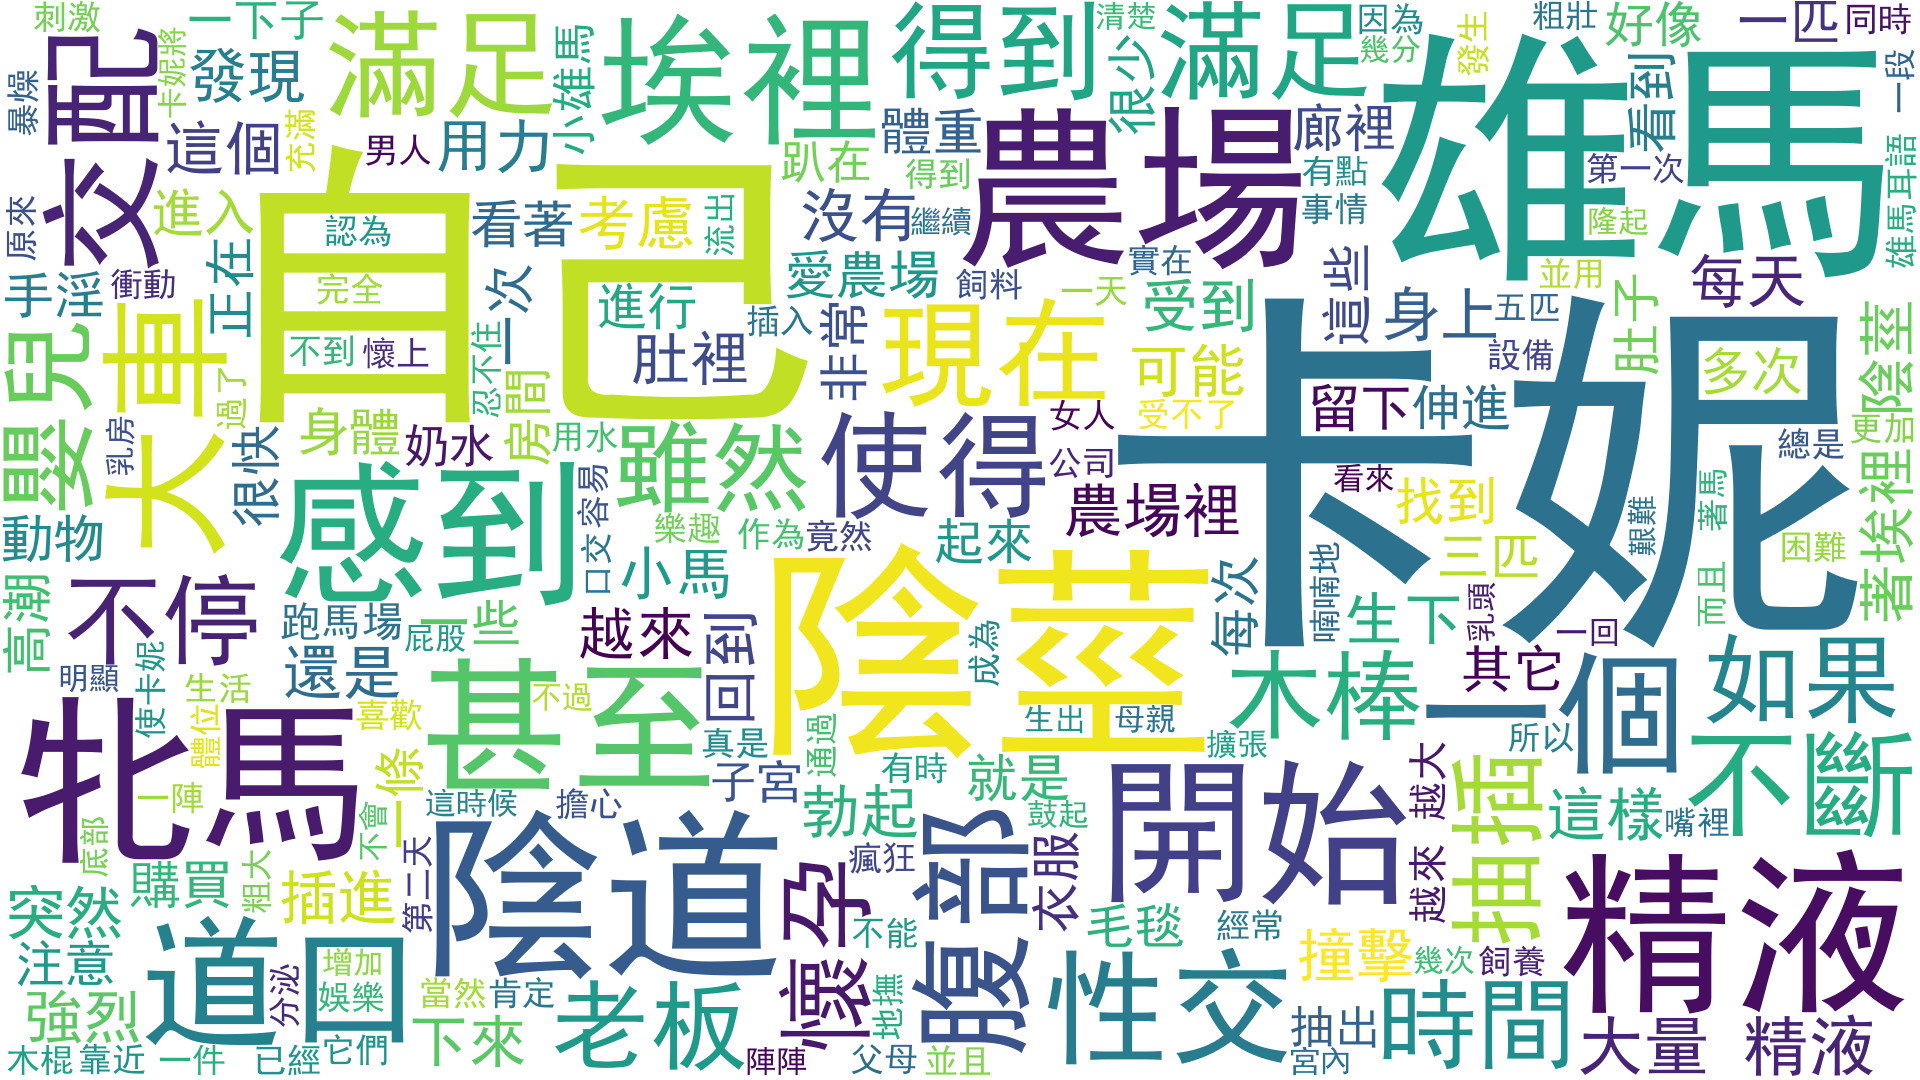 刺激
一下子
滿足
埃裡
得到
滿足
清楚
因為
幾分
發生
粗壯
好像
一匹
同時
暴燥
交配
卡妮將
發現
小雄馬
很少
雄馬
看到
一段
這個
充滿
男人
用力
趴在
體重
得到
農場
廊裡
有點
事情
第一次
隆起
雄馬耳語
原來
進入
自己
認為
看著
考慮
流出
沒有
繼續
實在
這些
並用
每天
手淫
衝動
正在
完全
一次
進行
愛農場
飼料
一天
受到
身上
五匹
肚子
嬰兒
大車
不到
懷上
忍不住
插入
肚裡
非常
現在
可能
卡妮
設備
多次
陰莖
過了
乳房
很快
身體
奶水
房間
用水
雖然
使得
女人
受不了
公司
留下
伸進
總是
更加
動物
感到
口交容易
樂趣
作為
竟然
起來
農場裡
看來
找到
艱難
著馬
困難
著埃裡
高潮
不停
跑馬場
一些
屁股
小馬
越來
回到
陰莖
成為
每次
喃喃地
生下
三匹
乳頭
一回
而且
其它
如果
明顯
使卡妮
生活
體位
還是
喜歡
甚至
不過
真是
通過
生出
母親
擴張
木棒
一個
所以
不斷
牝馬
一陣
一條
這時候
擔心
子宮
有時
就是
勃起
鼓起
開始
越大
抽插
這樣
嘴裡
底部
不會
第二天
陰道
懷孕
瘋狂
腹部
衣服
越來
精液
突然
購買
粗大
插進
不能
毛毯
經常
撞擊
幾次
飼養
注意
道口
增加
娛樂
分泌
強烈
當然
肯定
老板
地撫
性交
抽出
時間
木棍
靠近
一件
已經
它們
下來
陣陣
父母
並且
宮內
大量
精液